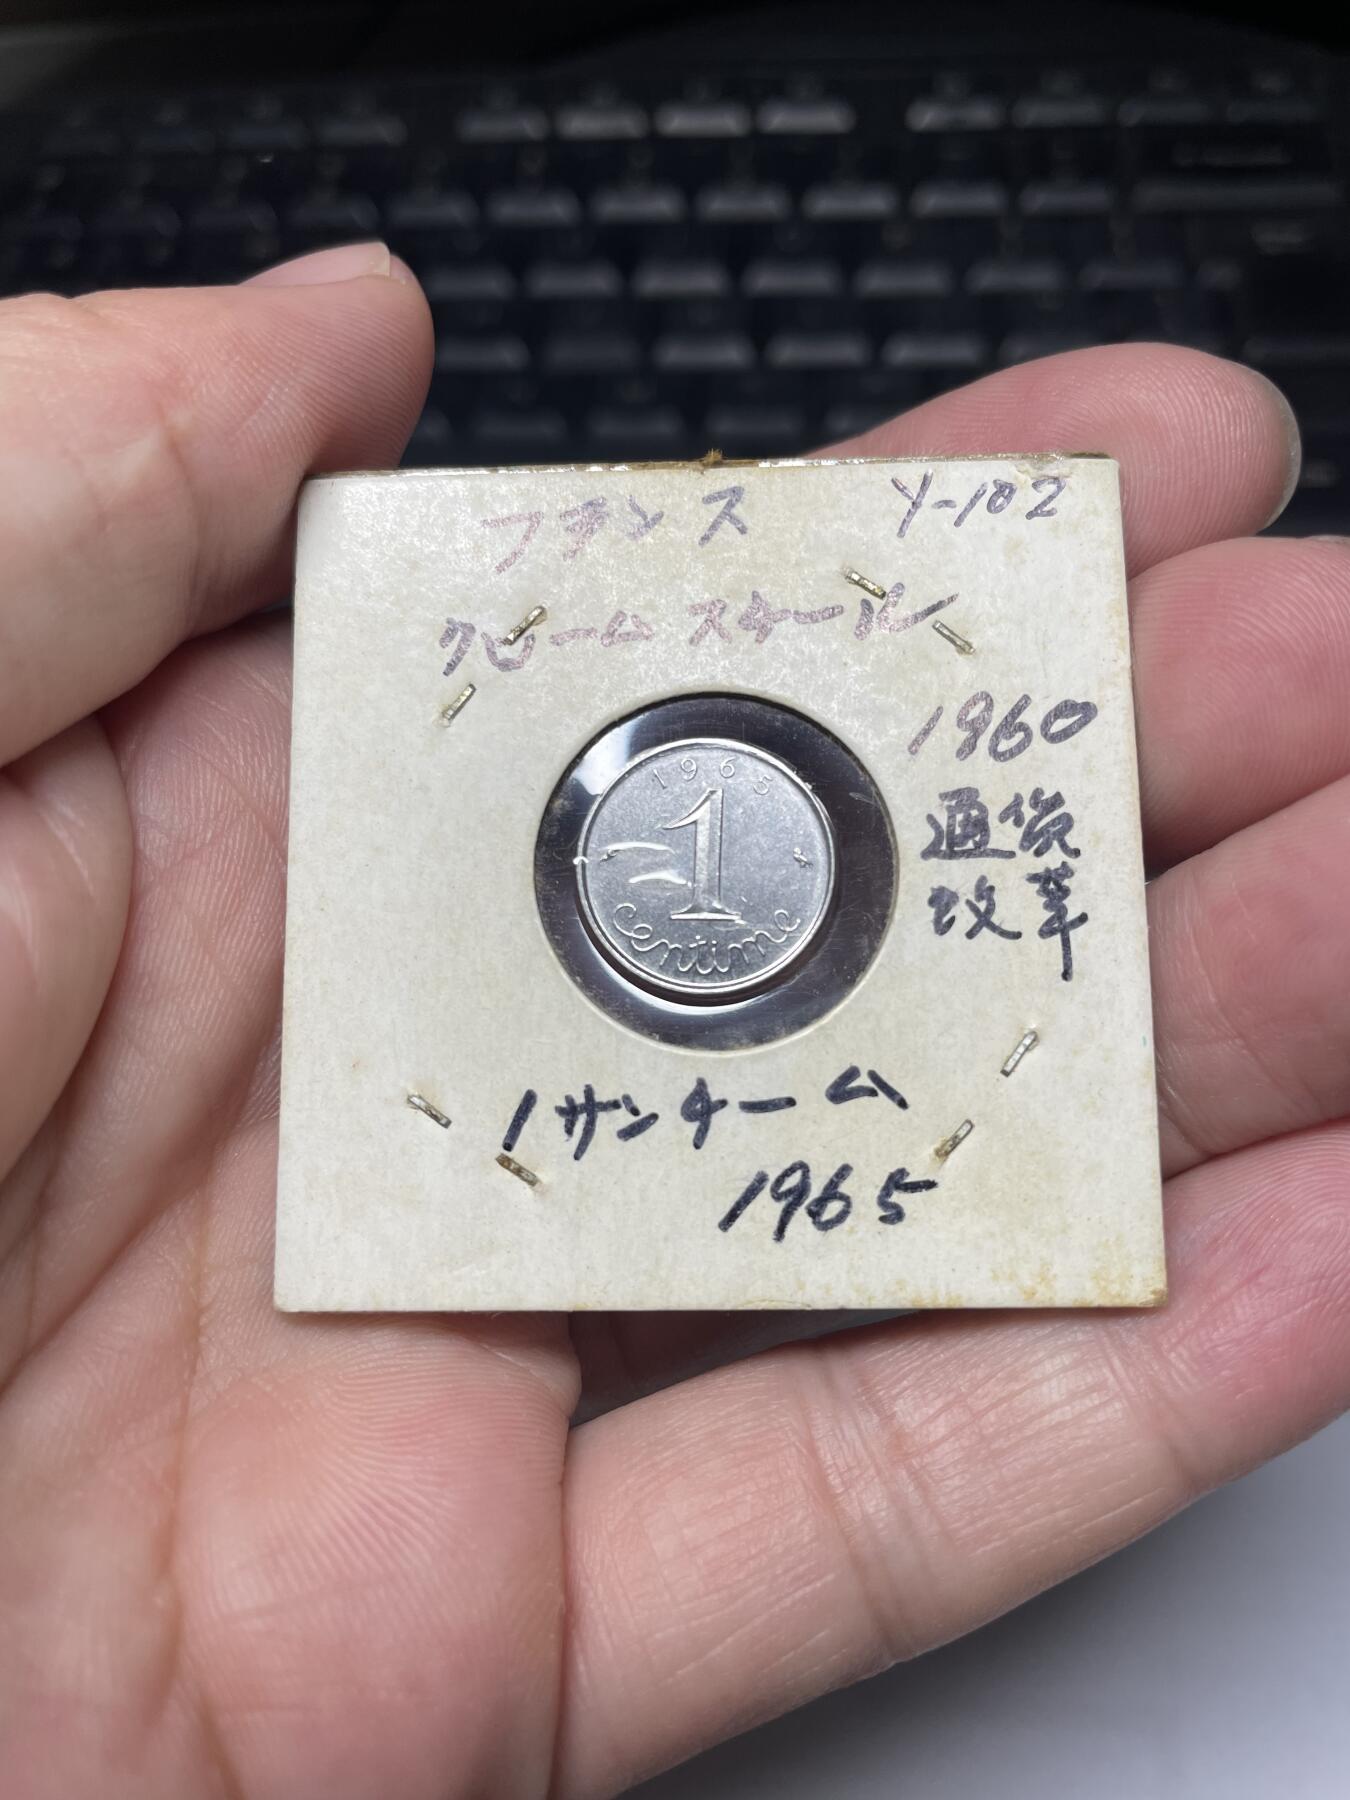 フランス Y-102
クロームスチール
1960
通貨
改革
1965
1
centime
1サンチーム
1965